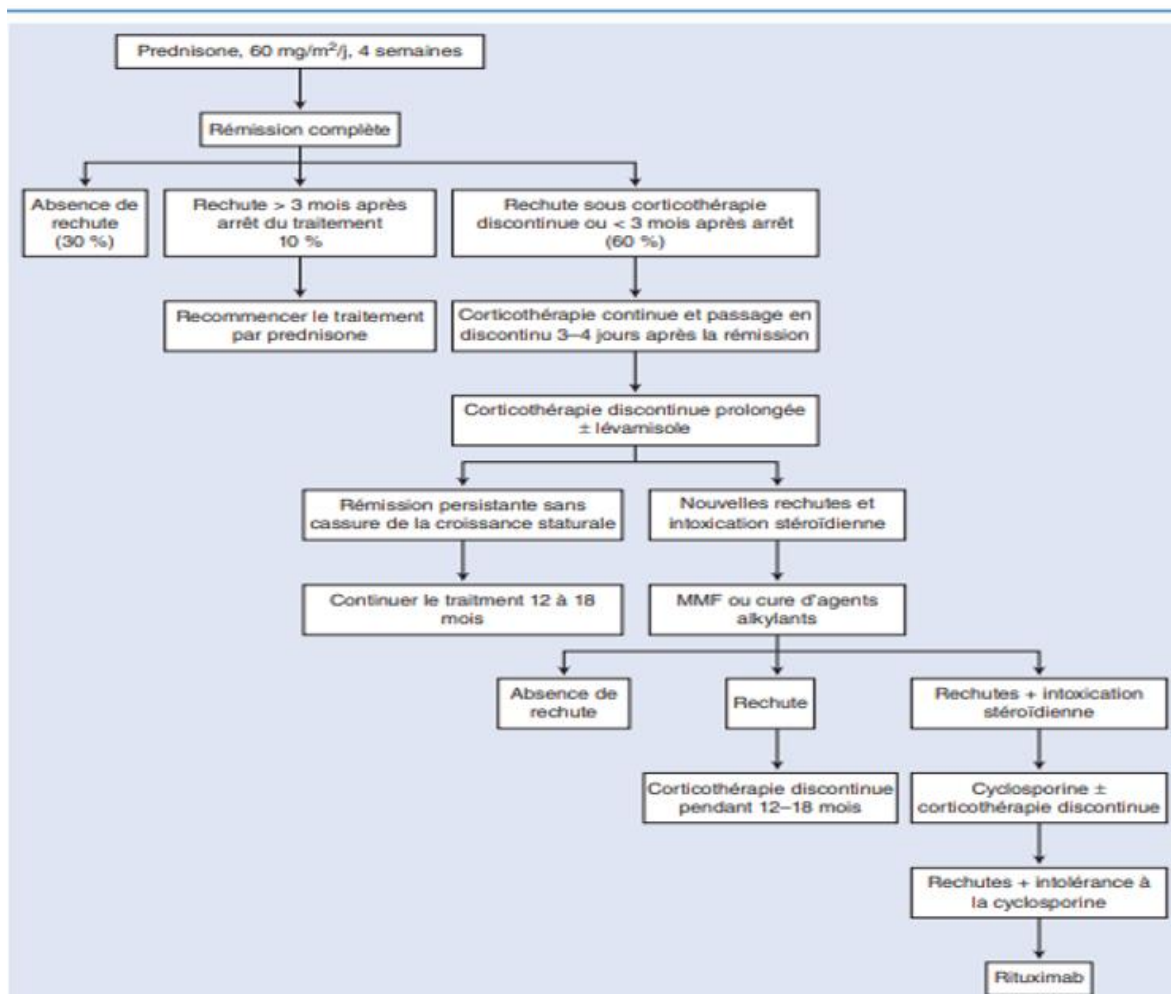 Prednisone, 60 mg/m²/j, 4 semaines
Rémission complète
Absence de
rechute
(30 %)
Rechute > 3 mois après
arrêt du traitement
10 %
Rechute sous corticothérapie
discontinue ou < 3 mois après arrêt
(60 %)
Recommencer le traitement
par prednisone
Corticothérapie continue et passage en
discontinu 3–4 jours après la rémission
Corticothérapie discontinue prolongée
± lévamisole
Rémission persistante sans
cassure de la croissance staturale
Nouvelles rechutes et
intoxication stéroïdienne
Continuer le traitment 12 à 18
mois
MMF ou cure d'agents
alkylants
Absence de
rechute
Rechute
Rechutes + intoxication
stéroïdienne
Corticothérapie discontinue
pendant 12–18 mois
Cyclosporine ±
corticothérapie discontinue
Rechutes + intolérance à
la cyclosporine
Rituximab